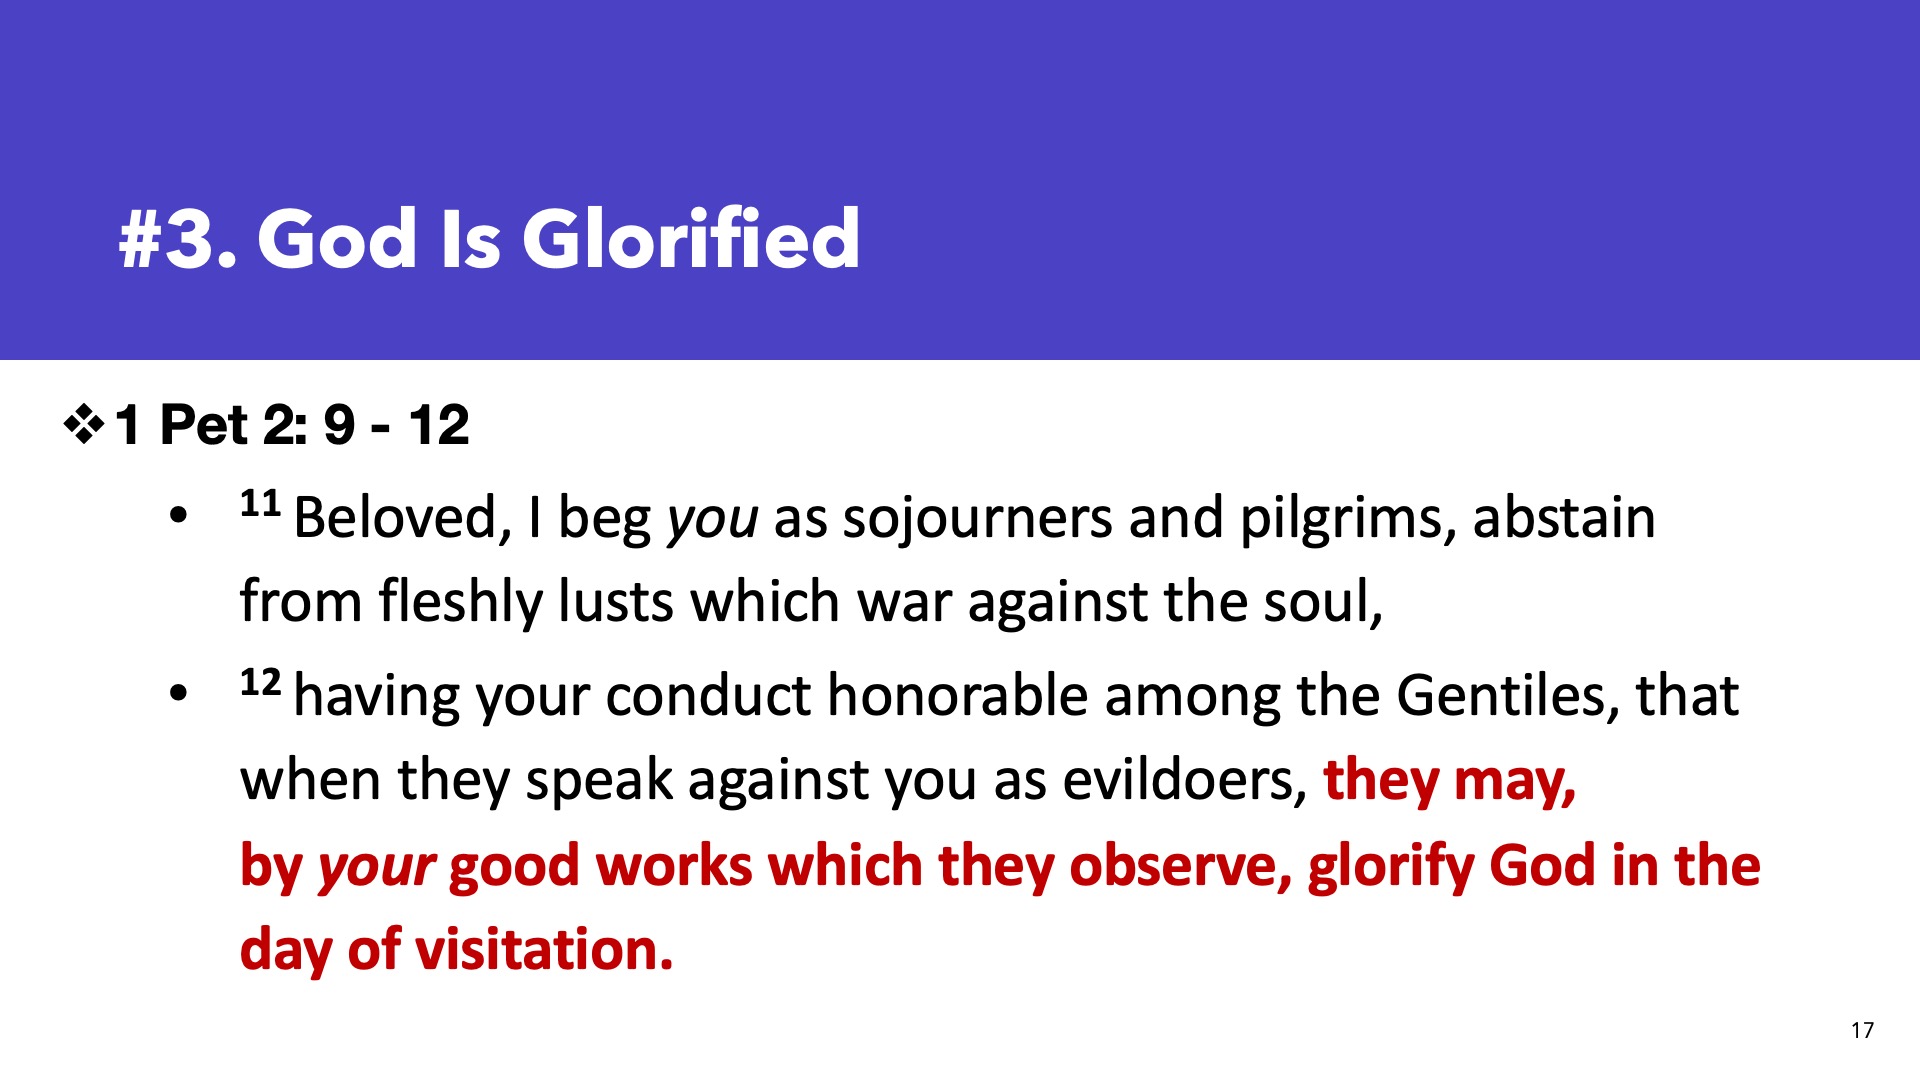 #3. God Is Glorified
❖1 Pet 2: 9 - 12
• 11 Beloved, I beg you as sojourners and pilgrims, abstain
from fleshly lusts which war against the soul,
• 12 having your conduct honorable among the Gentiles, that
when they speak against you as evildoers, they may,
by your good works which they observe, glorify God in the
day of visitation.
17